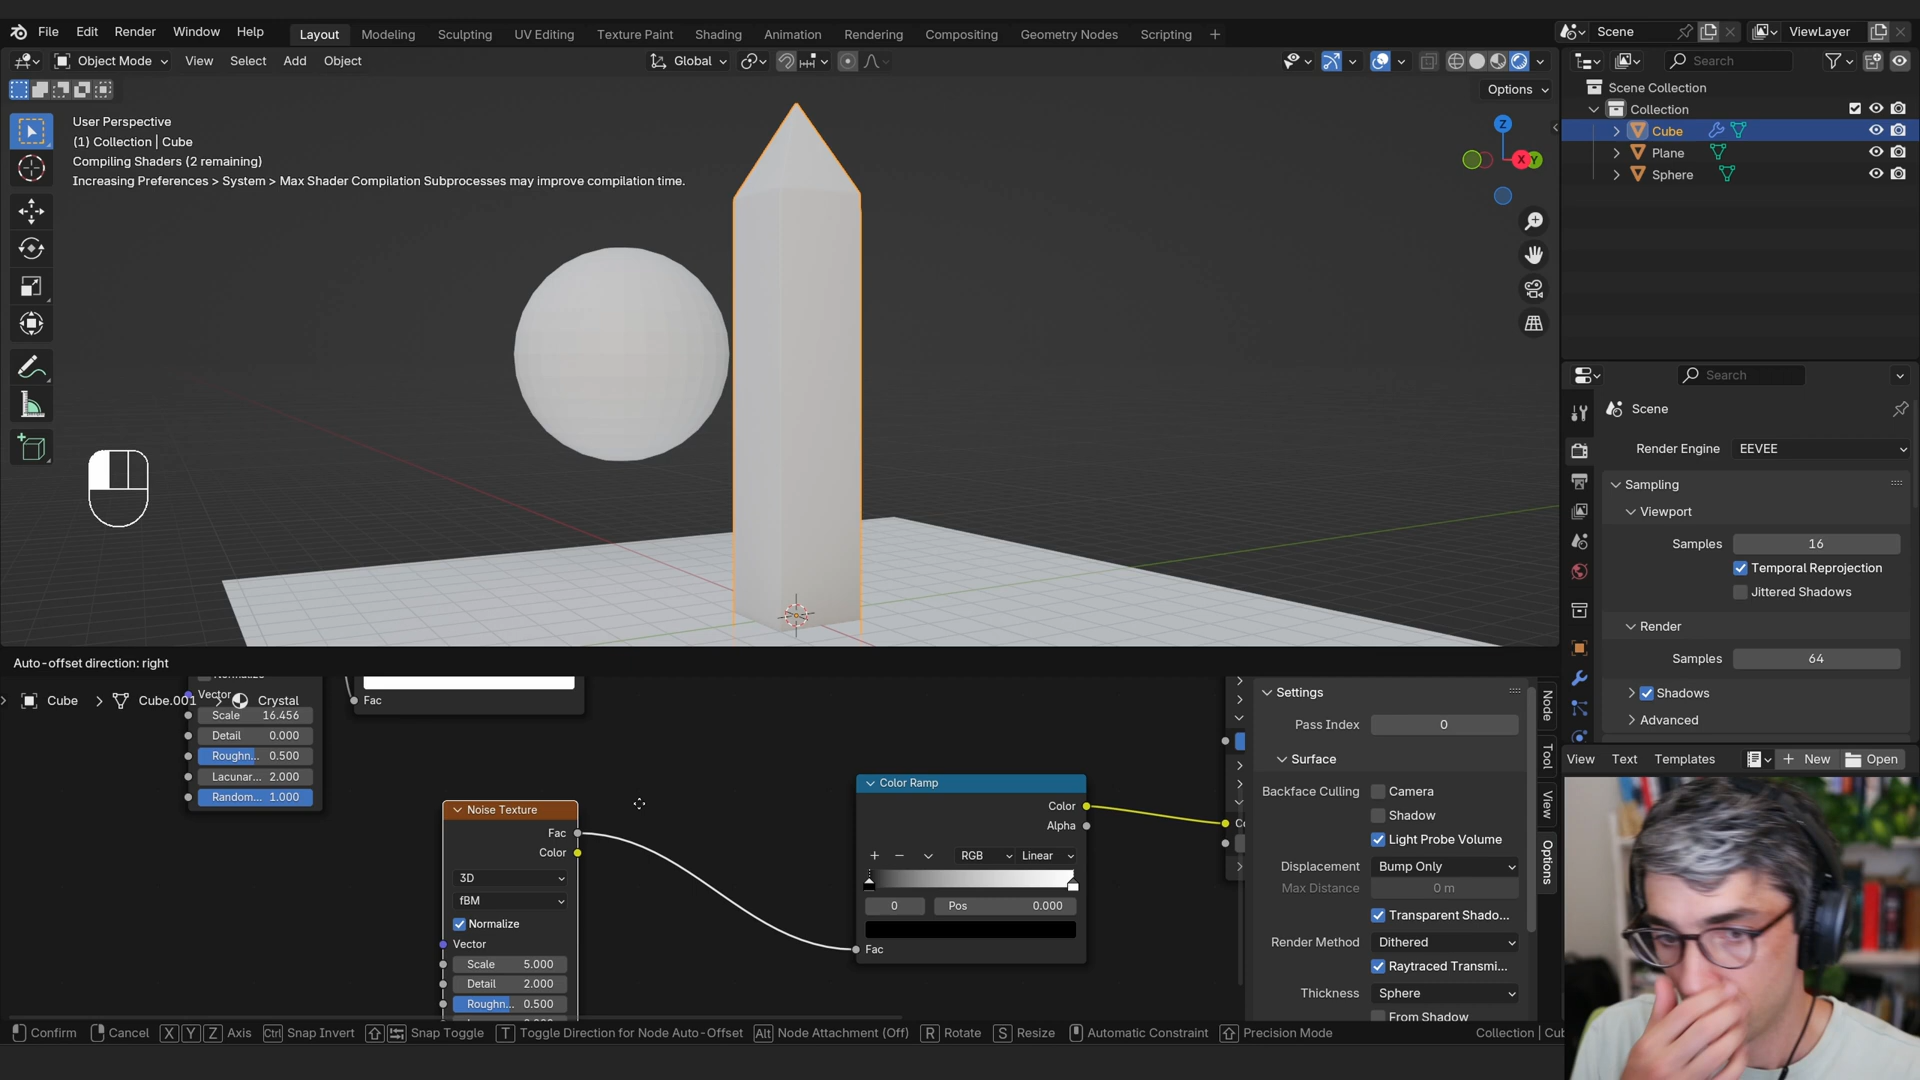 File Edit Render Window Help Layout Modeling Sculpting UV Editing Texture Paint Shading Animation Rendering Compositing Geometry Nodes Scripting + Scene ViewLayer
Object Mode View Select Add Object Global Search
Options
User Perspective
(1) Collection | Cube
Compiling Shaders (2 remaining)
Increasing Preferences > System > Max Shader Compilation Subprocesses may improve compilation time.
Z
X Y
Scene Collection
Collection
Cube
Plane
Sphere
Search
Scene
Render Engine EEVEE
Sampling
Viewport
Samples 16
Temporal Reprojection
Jittered Shadows
Render
Samples 64
Shadows
Advanced
View Text Templates New Open
Auto-offset direction: right
Cube > Cube.001 > Crystal
Vector
Scale 16.456
Detail 0.000
Roughn... 0.500
Lacunar... 2.000
Random... 1.000
Fac
Noise Texture
Fac
Color
3D
fBM
Normalize
Vector
Scale 5.000
Detail 2.000
Roughn... 0.500
Color Ramp
Color
Alpha
RGB Linear
0 Pos 0.000
Fac
Settings
Pass Index 0
Surface
Backface Culling Camera
Shadow
Light Probe Volume
Displacement Bump Only
Max Distance 0 m
Transparent Shado...
Render Method Dithered
Raytraced Transmi...
Thickness Sphere
From Shadow
Node
Tool
View
Options
Confirm Cancel X Y Z Axis Ctrl Snap Invert Snap Toggle T Toggle Direction for Node Auto-Offset Alt Node Attachment (Off) R Rotate S Resize Automatic Constraint Precision Mode Collection | Cub